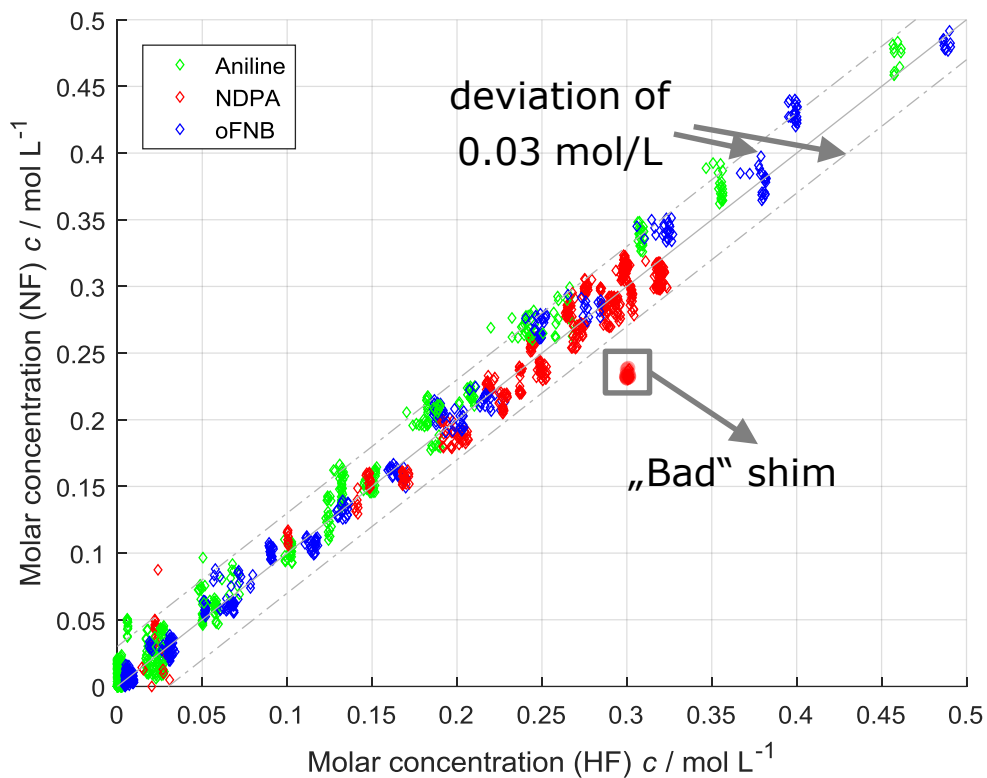 0.5
0.45
0.4
0.35
0.3
0.25
0.2
0.15
0.1
0.05
0
Molar concentration (NF) c / mol L⁻¹
Aniline
NDPA
oFNB
deviation of
0.03 mol/L
„Bad“ shim
0 0.05 0.1 0.15 0.2 0.25 0.3 0.35 0.4 0.45 0.5
Molar concentration (HF) c / mol L⁻¹